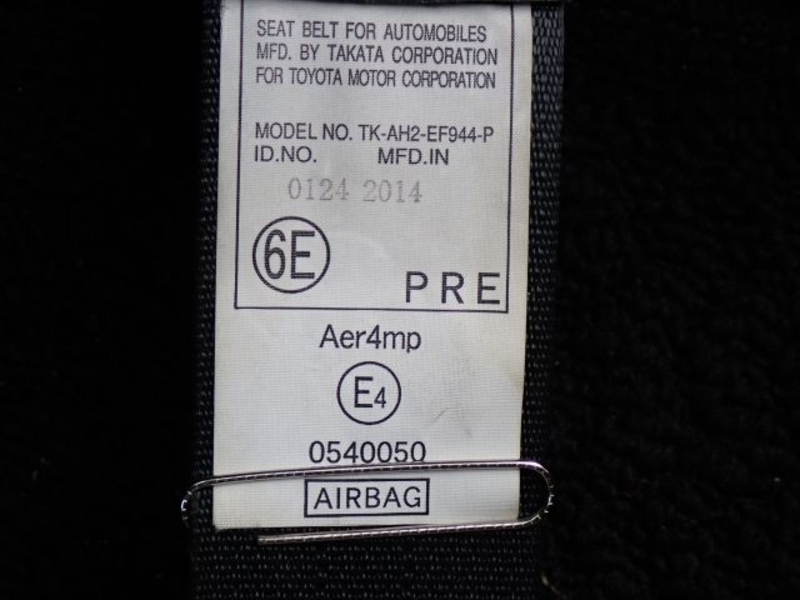 SEAT BELT FOR AUTOMOBILES
MFD. BY TAKATA CORPORATION
FOR TOYOTA MOTOR CORPORATION
MODEL NO. TK-AH2-EF944-P
ID.NO. MFD.IN
0124 2014
6E
PRE
Aer4mp
E4
0540050
AIRBAG